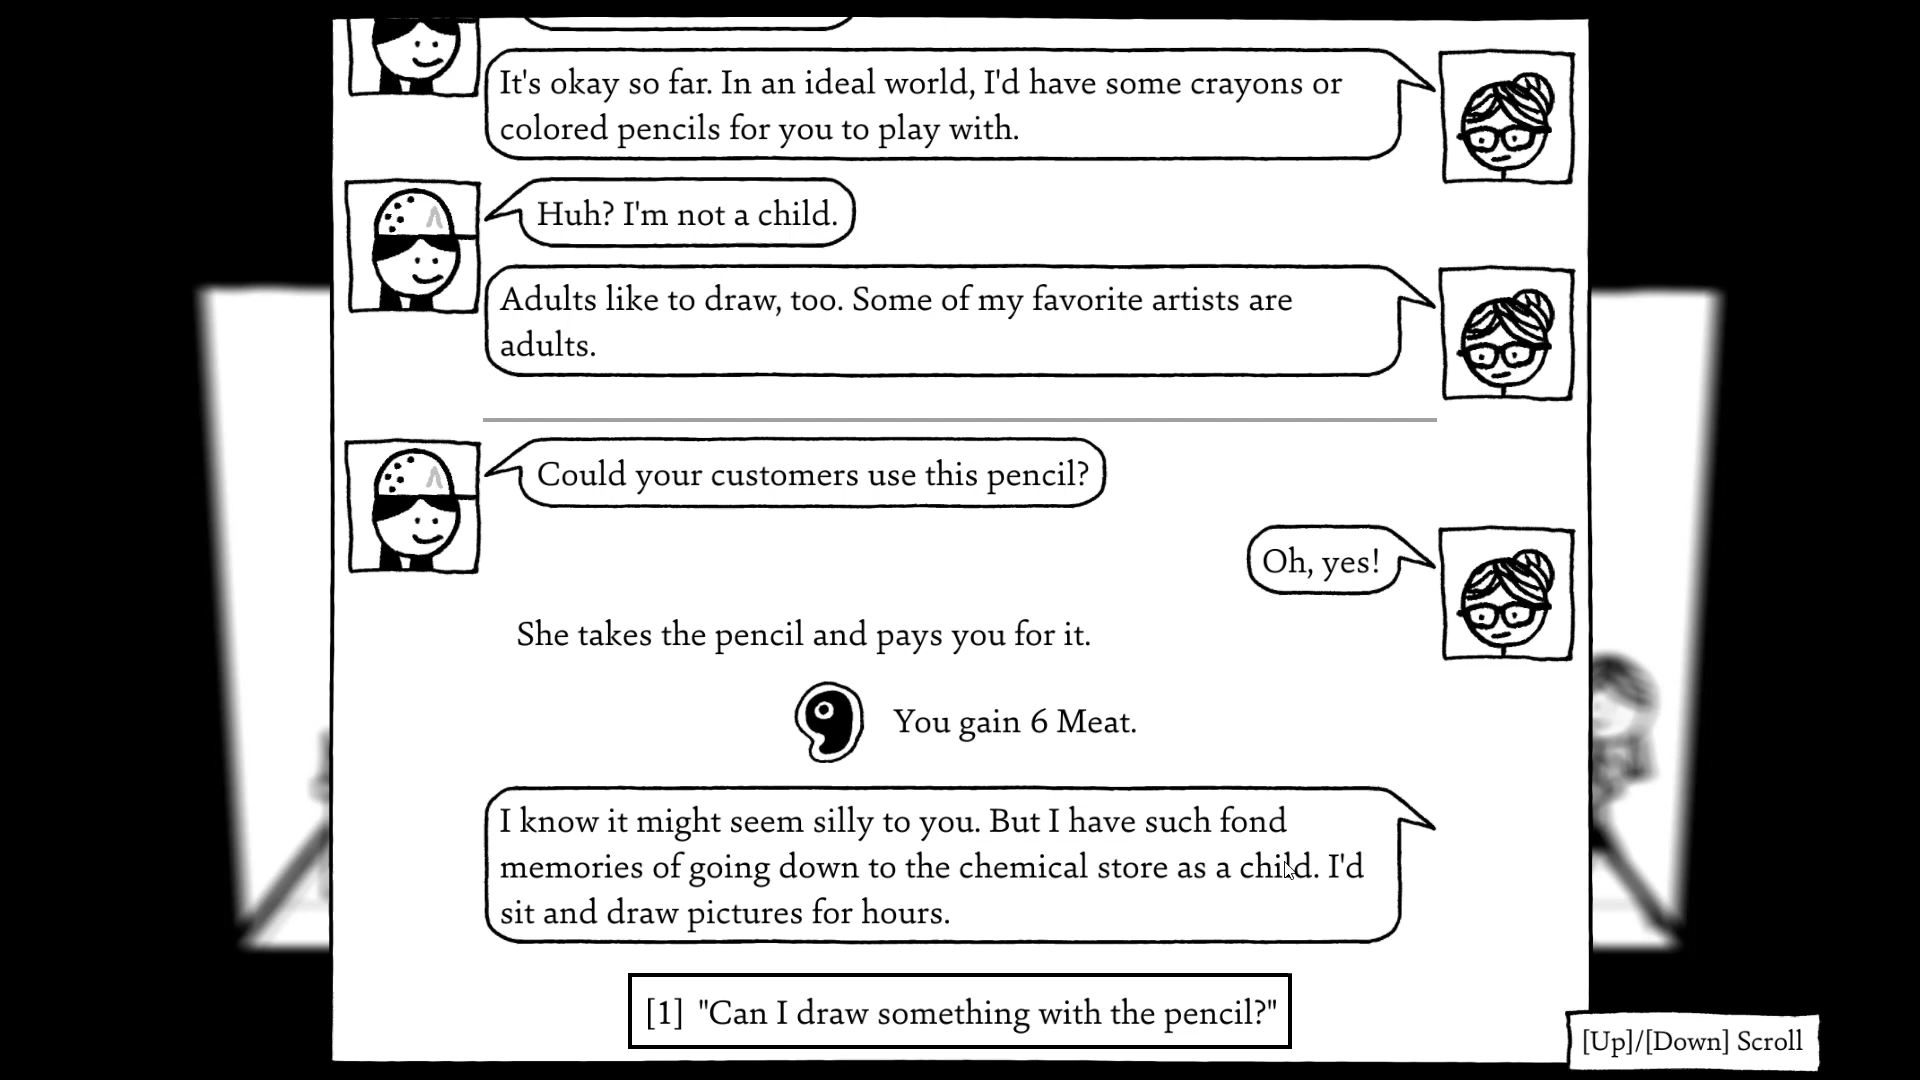 It's okay so far. In an ideal world, I'd have some crayons or
colored pencils for you to play with.
Huh? I'm not a child.
Adults like to draw, too. Some of my favorite artists are
adults.
Could your customers use this pencil?
Oh, yes!
She takes the pencil and pays you for it.
You gain 6 Meat.
I know it might seem silly to you. But I have such fond
memories of going down to the chemical store as a child. I'd
sit and draw pictures for hours.
[1] "Can I draw something with the pencil?"
[Up]/[Down] Scroll